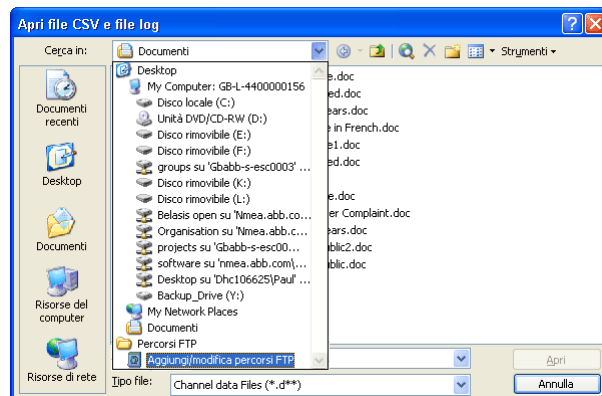 Apri file CSV e file log
Cerca in:
Documenti
Strumenti
Desktop
My Computer: GB-L-4400000156
Disco locale (C:)
Unità DVD/CD-RW (D:)
Disco rimovibile (E:)
Disco rimovibile (F:)
groups su 'Gbabb-s-esc0003' ...
Disco rimovibile (K:)
Disco rimovibile (L:)
Belasis open su 'Nmea.abb.co...
Organisation su 'Nmea.abb.c...
projects su 'Gbabb-s-esc00...
software su 'nmea.abb.com\...
Desktop su 'Dhc106625\Paul' ...
Backup_Drive (Y:)
My Network Places
Documenti
Percorsi FTP
Aggiungi/modifica percorsi FTP
e.doc
ed.doc
ears.doc
e in French.doc
e1.doc
ed.doc
e.doc
er Complaint.doc
ears.doc
ublic2.doc
ublic.doc
Documenti recenti
Desktop
Documenti
Risorse del computer
Risorse di rete
Apri
Tipo file:
Channel data Files (*.d**)
Annulla